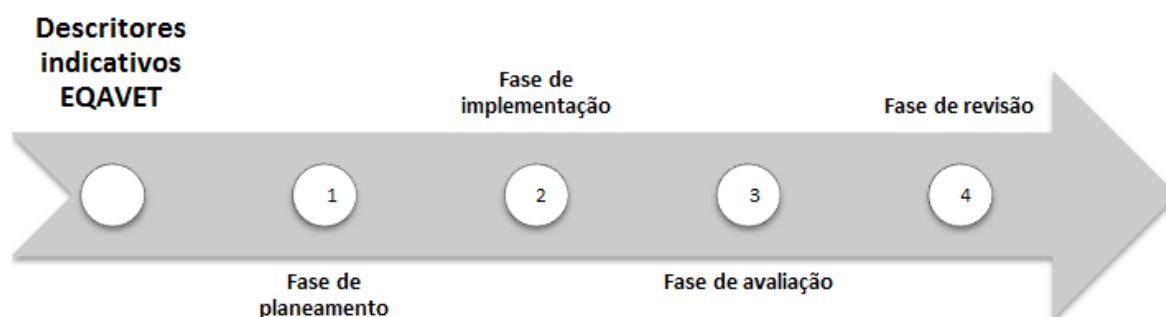 Descritores
indicativos
EQAVET
Fase de
implementação
Fase de revisão
1
2
3
4
Fase de
planeamento
Fase de avaliação